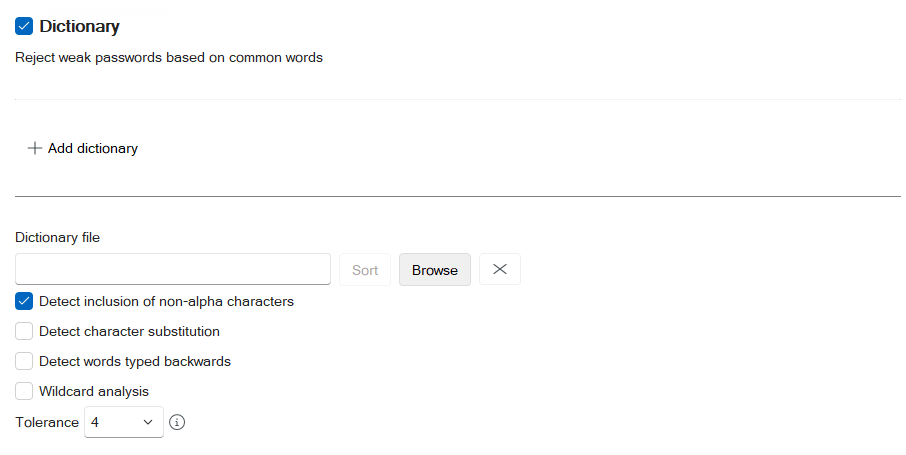 Dictionary
Reject weak passwords based on common words
Add dictionary
Dictionary file
Sort Browse
Detect inclusion of non-alpha characters
Detect character substitution
Detect words typed backwards
Wildcard analysis
Tolerance 4